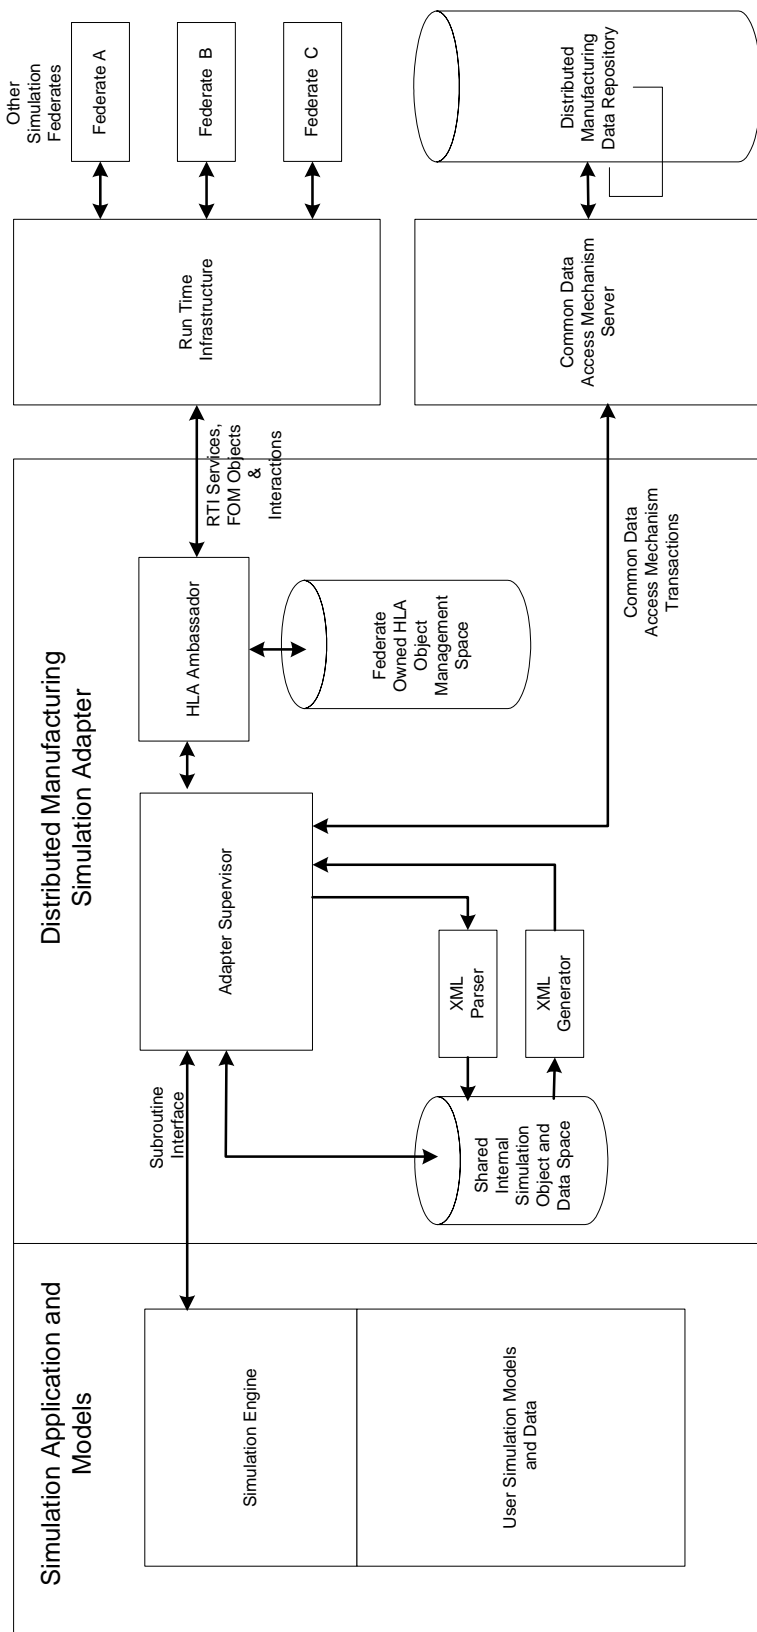 Simulation Application and
Models
Simulation Engine
User Simulation Models
and Data
Distributed Manufacturing
Simulation Adapter
Subroutine
Interface
Adapter Supervisor
HLA Ambassador
Shared
Internal
Simulation
Object and
Data Space
XML
Parser
XML
Generator
Federate
Owned HLA
Object
Management
Space
RTI Services,
FOM Objects
&
Interactions
Common Data
Access Mechanism
Transactions
Run Time
Infrastructure
Common Data
Access Mechanism
Server
Other
Simulation
Federates
Federate A
Federate B
Federate C
Distributed
Manufacturing
Data Repository